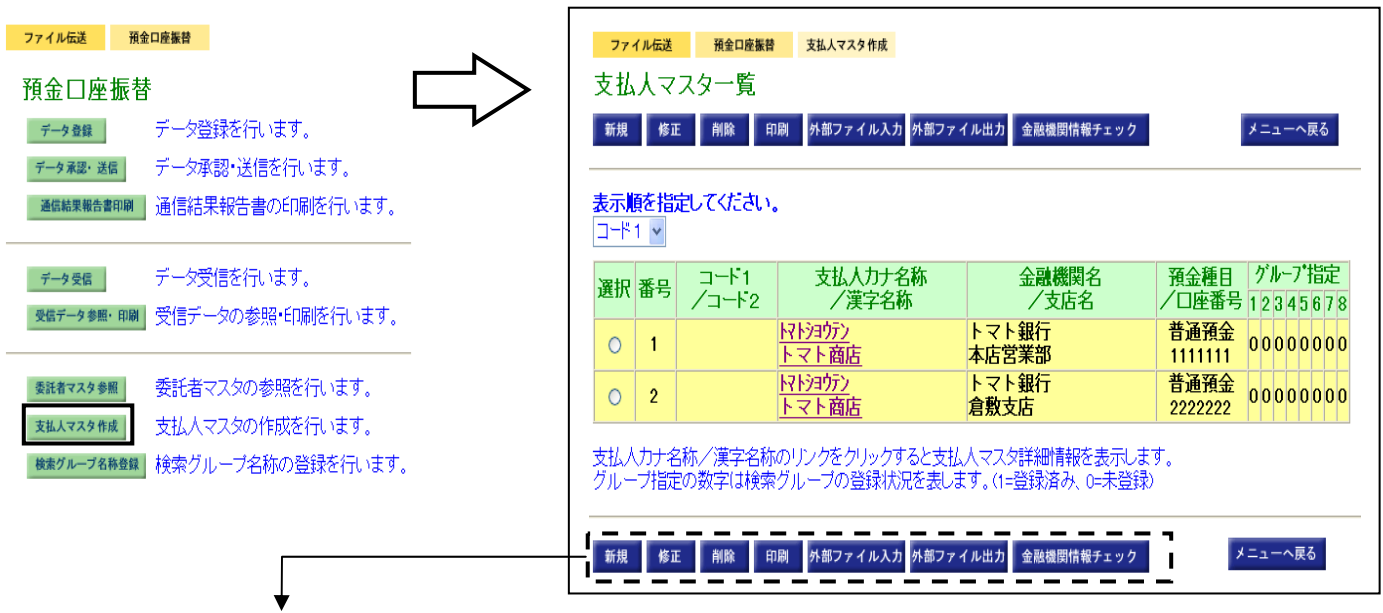 ファイル伝送 預金口座振替
預金口座振替
データ登録 データ登録を行います。
データ承認・送信 データ承認・送信を行います。
通信結果報告書印刷 通信結果報告書の印刷を行います。
データ受信 データ受信を行います。
受信データ参照・印刷 受信データの参照・印刷を行います。
委託者マスタ参照 委託者マスタの参照を行います。
支払人マスタ作成 支払人マスタの作成を行います。
検索グループ名称登録 検索グループ名称の登録を行います。
ファイル伝送 預金口座振替 支払人マスタ作成
支払人マスター覧
新規 修正 削除 印刷 外部ファイル入力 外部ファイル出力 金融機関情報チェック メニューへ戻る
表示順を指定してください。
コード1
選択 番号 コード1 支払人カナ名称 金融機関名 預金種目 グループ指定
／コード2 ／漢字名称 ／支店名 ／口座番号 1 2 3 4 5 6 7 8
1 ﾄﾏﾄｼｮｳﾃﾝ トマト銀行 普通預金 0 0 0 0 0 0 0 0
トマト商店 本店営業部 1111111
2 ﾄﾏﾄｼｮｳﾃﾝ トマト銀行 普通預金 0 0 0 0 0 0 0 0
トマト商店 倉敷支店 2222222
支払人カナ名称／漢字名称のリンクをクリックすると支払人マスタ詳細情報を表示します。
グループ指定の数字は検索グループの登録状況を表します。(1=登録済み、0=未登録)
新規 修正 削除 印刷 外部ファイル入力 外部ファイル出力 金融機関情報チェック メニューへ戻る